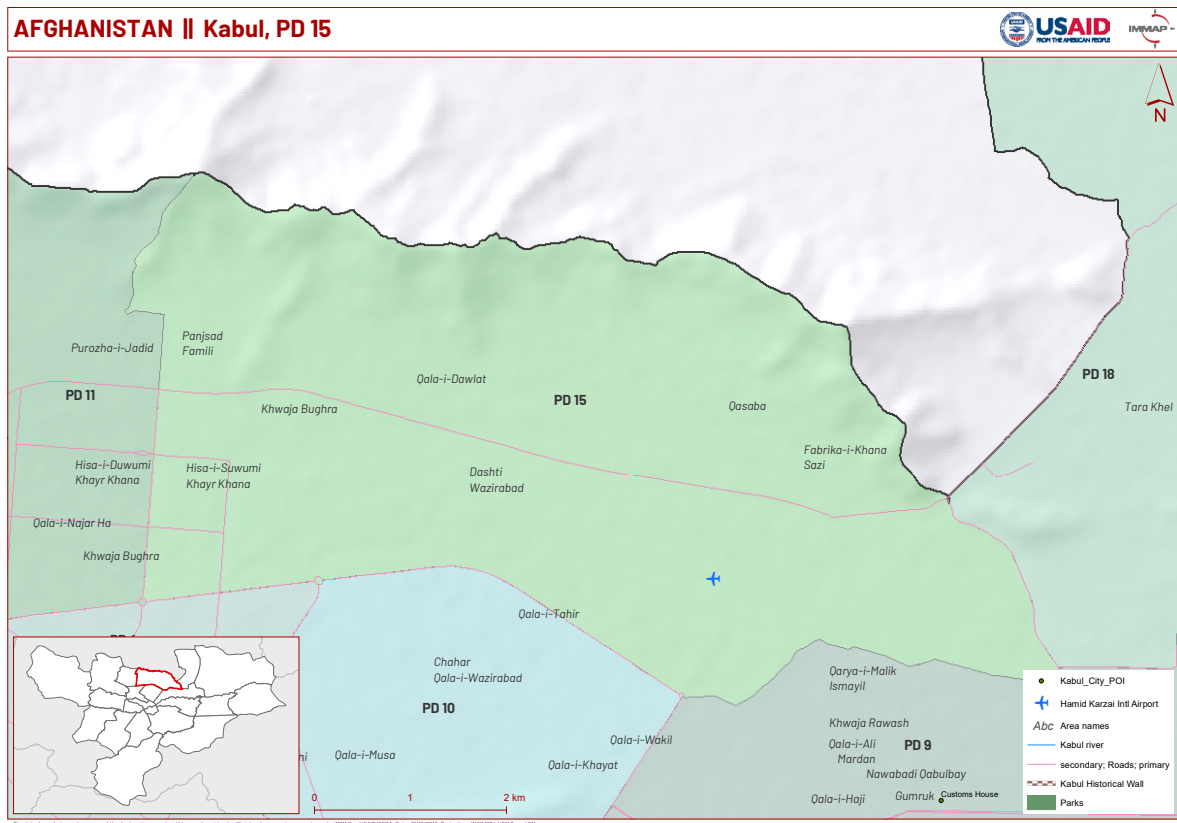 AFGHANISTAN || Kabul, PD 15
USAID
FROM THE AMERICAN PEOPLE
IMMAP
N
Panjsad
Famili
Purozha-i-Jadid
PD 18
Qala-i-Dawlat
PD 11
PD 15
Khwaja Bughra
Qasaba
Tara Khel
Fabrika-i-Khana
Sazi
Hisa-i-Duwumi
Khayr Khana
Hisa-i-Suwumi
Khayr Khana
Dashti
Wazirabad
Qala-i-Najar Ha
Khwaja Bughra
Qala-i-Tahir
Chahar
Qala-i-Wazirabad
Qarya-i-Malik
Ismayil
PD 10
Khwaja Rawash
Qala-i-Wakil
Qala-i-Ali
Mardan
PD 9
Qala-i-Musa
Qala-i-Khayat
Nawabadi Qabulbay
Qala-i-Haji
Gumruk
Customs House
Kabul_City_POI
Hamid Karzai Intl Airport
Abc Area names
Kabul river
secondary; Roads; primary
Kabul Historical Wall
Parks
0 1 2 km